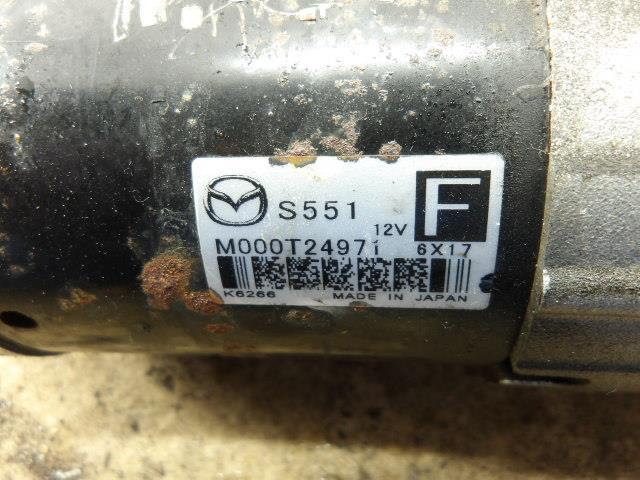 S551 12V F
M000T24971 6X17
K6266 MADE IN JAPAN